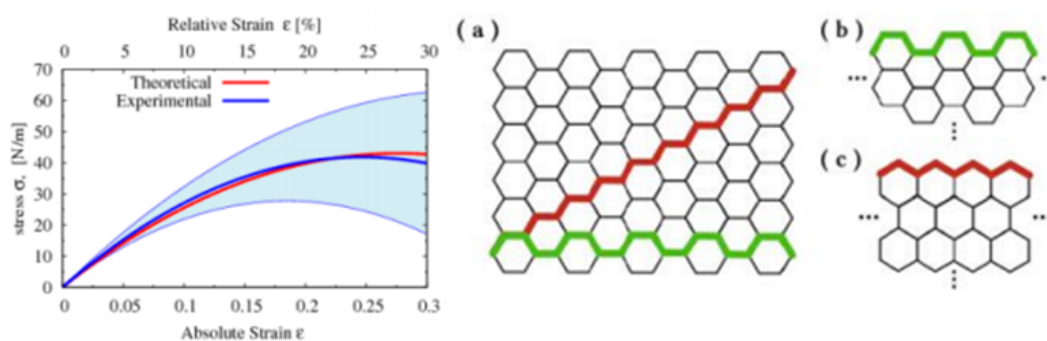 Relative Strain ε [%]
0 5 10 15 20 25 30
70
60
50
40
30
20
10
0
Theoretical
Experimental
stress σ, [N/m]
0 0.05 0.1 0.15 0.2 0.25 0.3
Absolute Strain ε
(a)
(b)
(c)